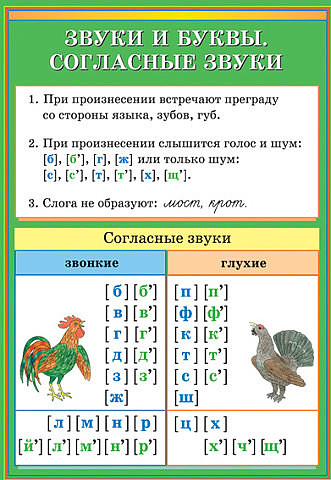 ЗВУКИ И БУКВЫ.
СОГЛАСНЫЕ ЗВУКИ
1. При произнесении встречают преграду
со стороны языка, зубов, губ.
2. При произнесении слышится голос и шум:
[б], [б’], [г], [ж] или только шум:
[с], [с’], [т], [т’], [х], [щ’].
3. Слога не образуют: мост, крот.
Согласные звуки
звонкие
глухие
[б] [б’]
[в] [в’]
[г] [г’]
[д] [д’]
[з] [з’]
[ж]
[п] [п’]
[ф] [ф’]
[к] [к’]
[т] [т’]
[с] [с’]
[ш]
[л] [м] [н] [р]
[й’] [л’] [м’] [н’] [р’]
[ц] [х]
[х’] [ч’] [щ’]